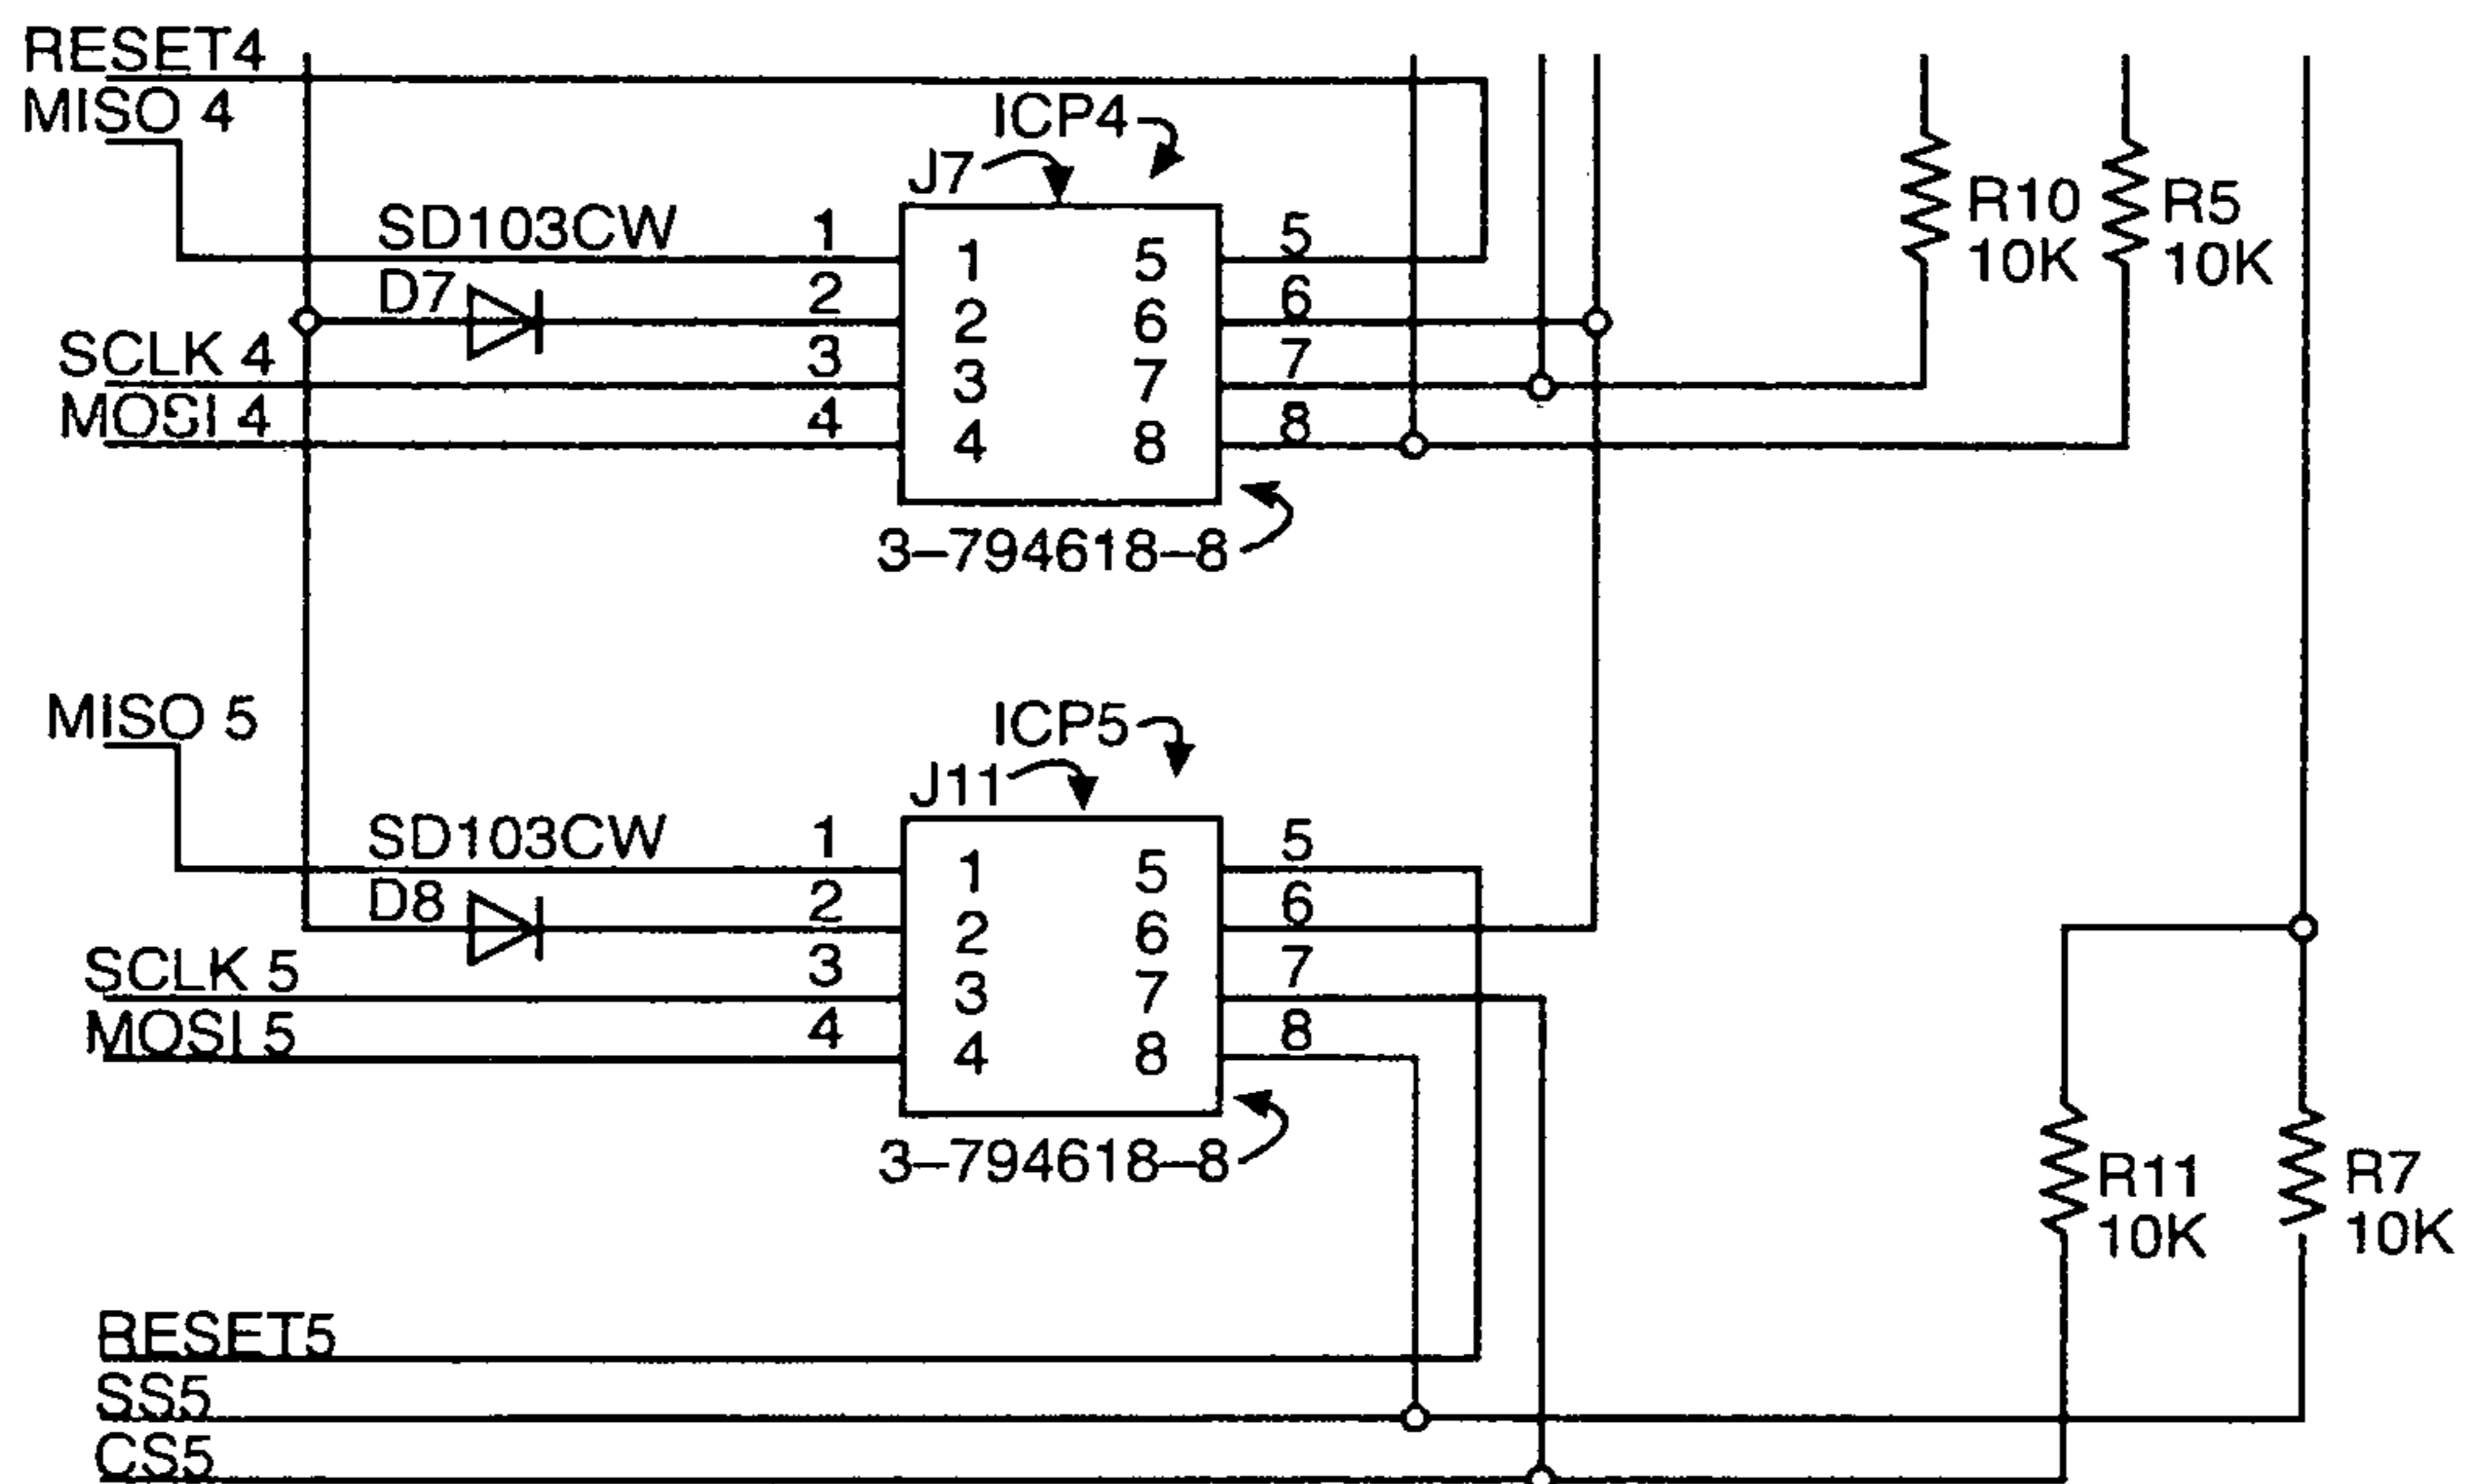 RESET4
MISO 4
ICP4
J7
SD103CW
D7
SCLK 4
MOSI 4
1
2
3
4
1 5
2 6
3 7
4 8
5
6
7
8
3–794618–8
R10
10K
R5
10K
MISO 5
ICP5
J11
SD103CW
D8
SCLK 5
MOSI 5
1
2
3
4
1 5
2 6
3 7
4 8
5
6
7
8
3–794618–8
R11
10K
R7
10K
RESET5
SS5
CS5